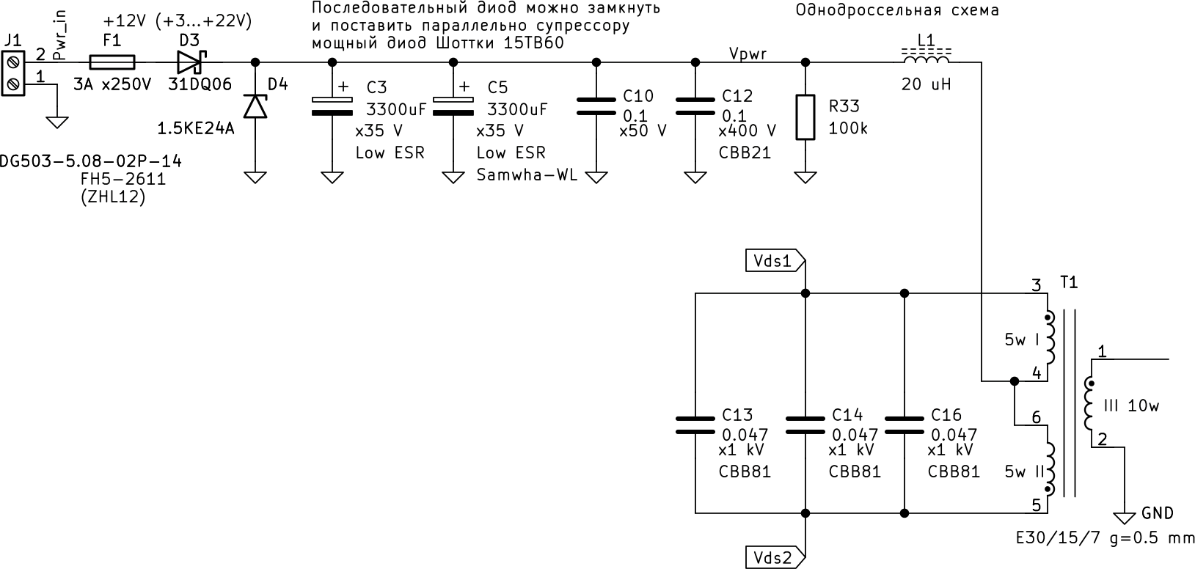 Последовательный диод можно замкнуть
и поставить параллельно супрессору
мощный диод Шоттки 15TB60
Однодроссельная схема
+12V (+3...+22V)
J1
2
1
Pwr_in
F1
3A x250V
D3
31DQ06
D4
1.5KE24A
DG503-5.08-02P-14
FH5-2611
(ZHL12)
+
C3
3300uF
x35 V
Low ESR
+
C5
3300uF
x35 V
Low ESR
Samwha-WL
C10
0.1
x50 V
Vpwr
C12
0.1
x400 V
CBB21
R33
100k
L1
20 uH
Vds1
C13
0.047
x1 kV
CBB81
C14
0.047
x1 kV
CBB81
C16
0.047
x1 kV
CBB81
Vds2
T1
3
5w I
4
6
5w II
5
1
III 10w
2
GND
E30/15/7 g=0.5 mm